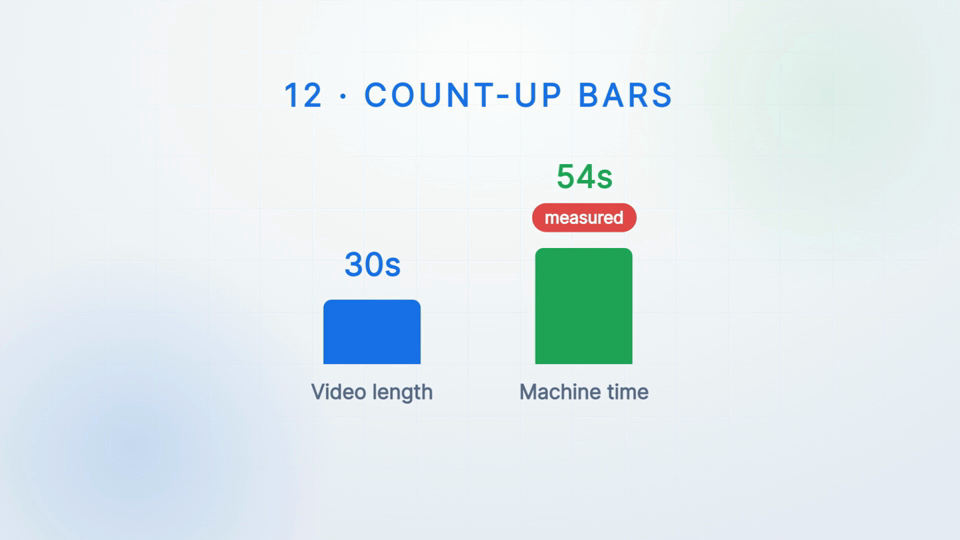 12 · COUNT-UP BARS
54s
measured
30s
Video length
Machine time